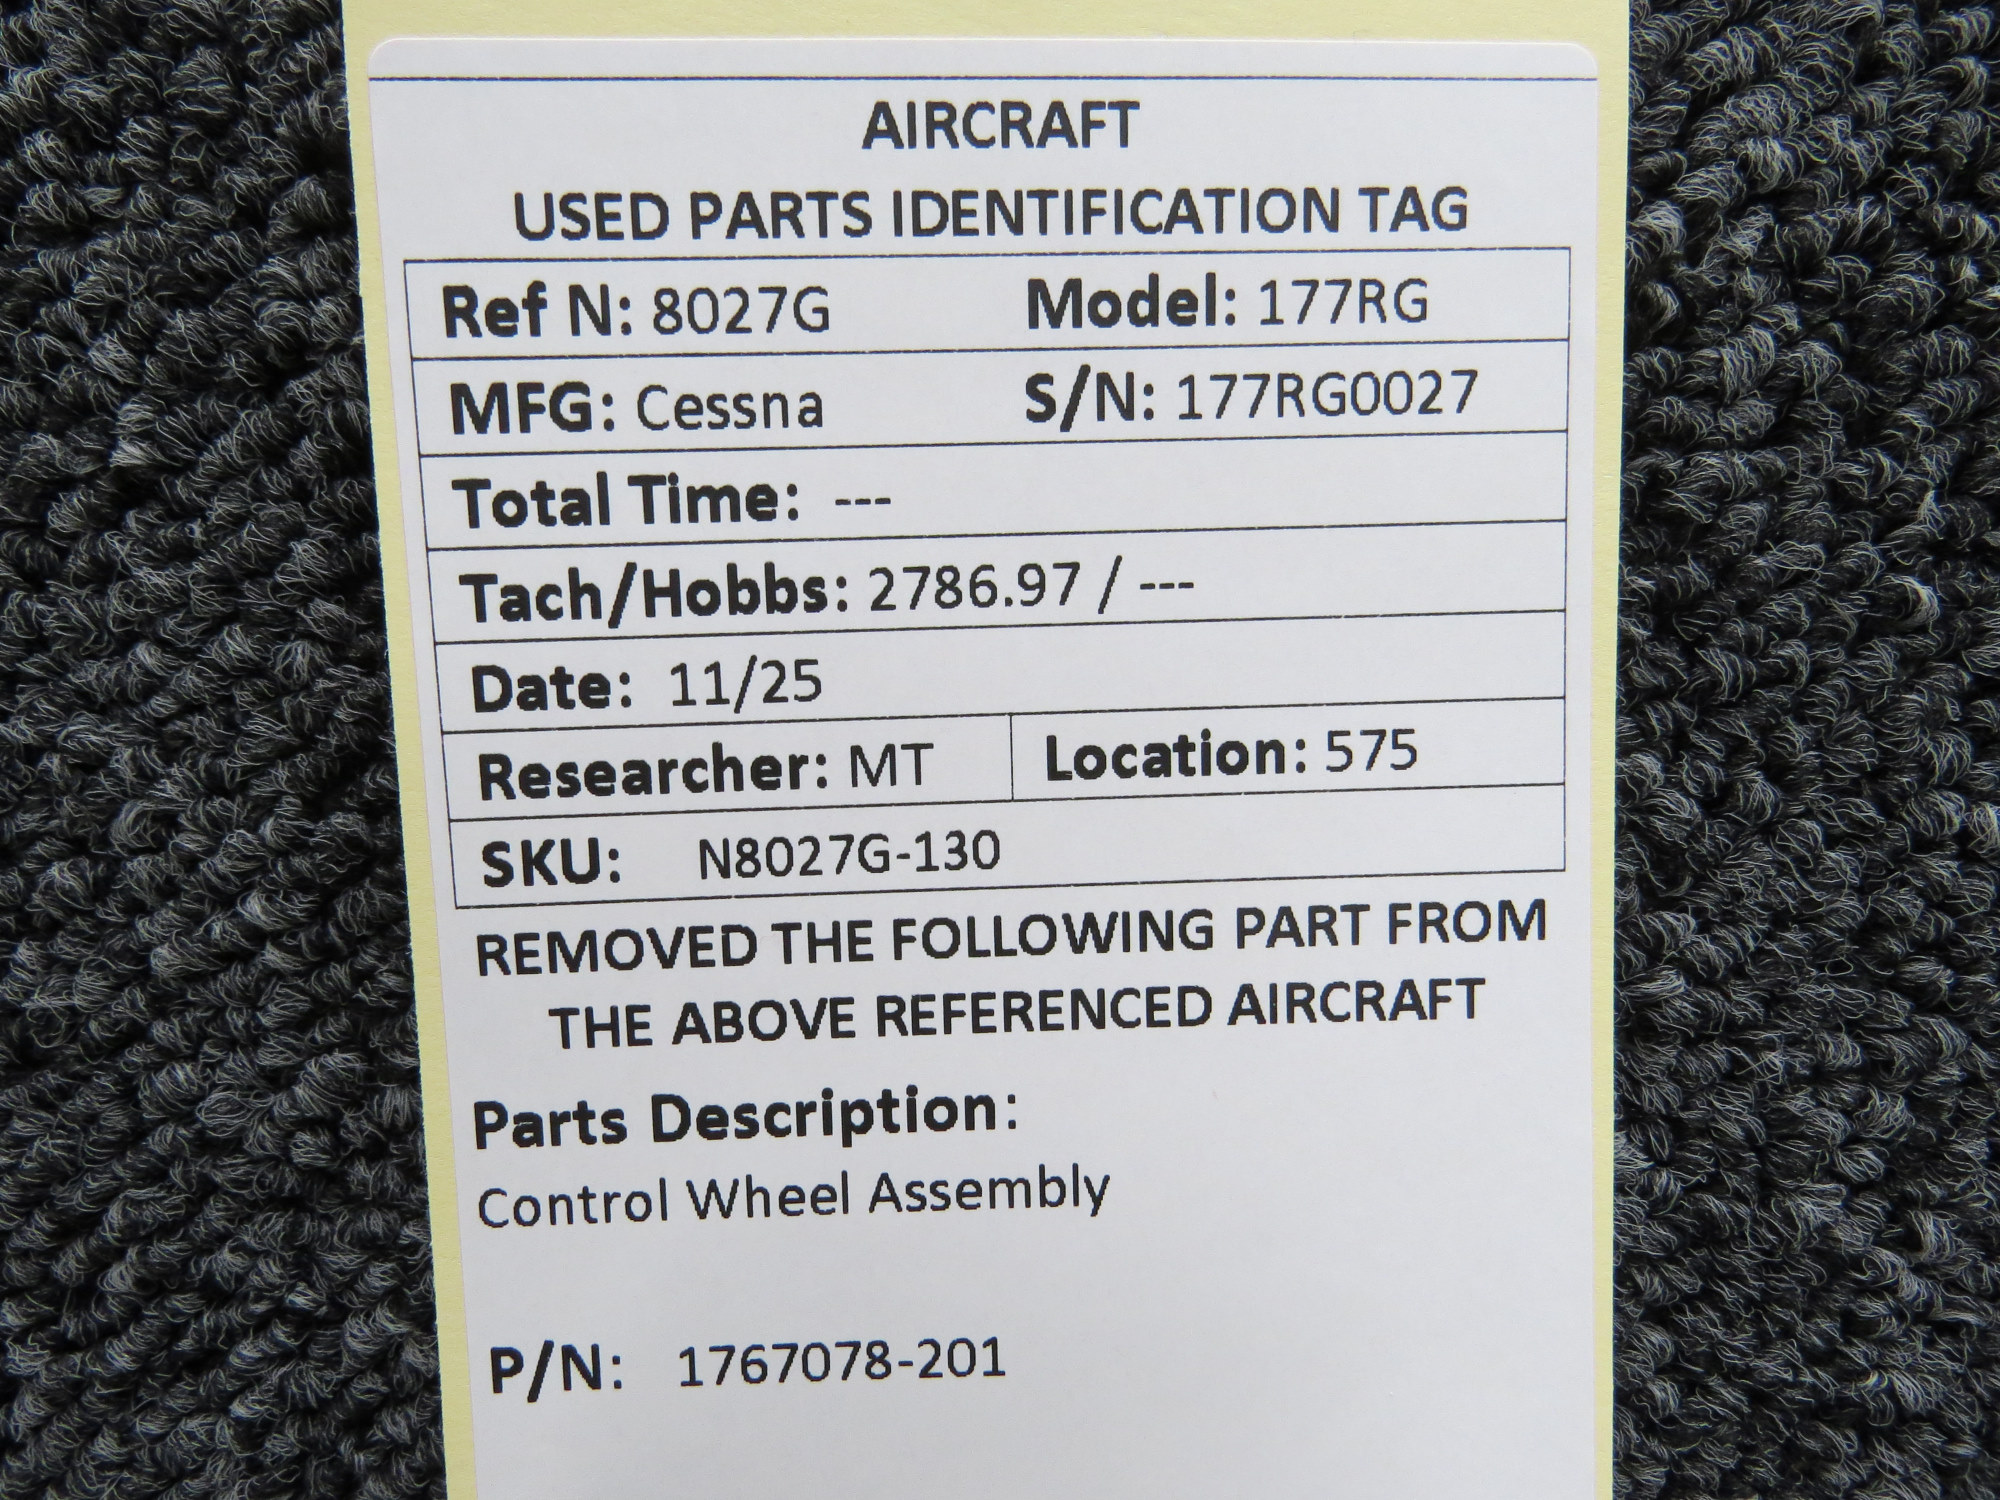 AIRCRAFT
USED PARTS IDENTIFICATION TAG
Ref N: 8027G Model: 177RG
MFG: Cessna S/N: 177RG0027
Total Time: ---
Tach/Hobbs: 2786.97 / ---
Date: 11/25
Researcher: MT Location: 575
SKU: N8027G-130
REMOVED THE FOLLOWING PART FROM
THE ABOVE REFERENCED AIRCRAFT
Parts Description:
Control Wheel Assembly
P/N: 1767078-201